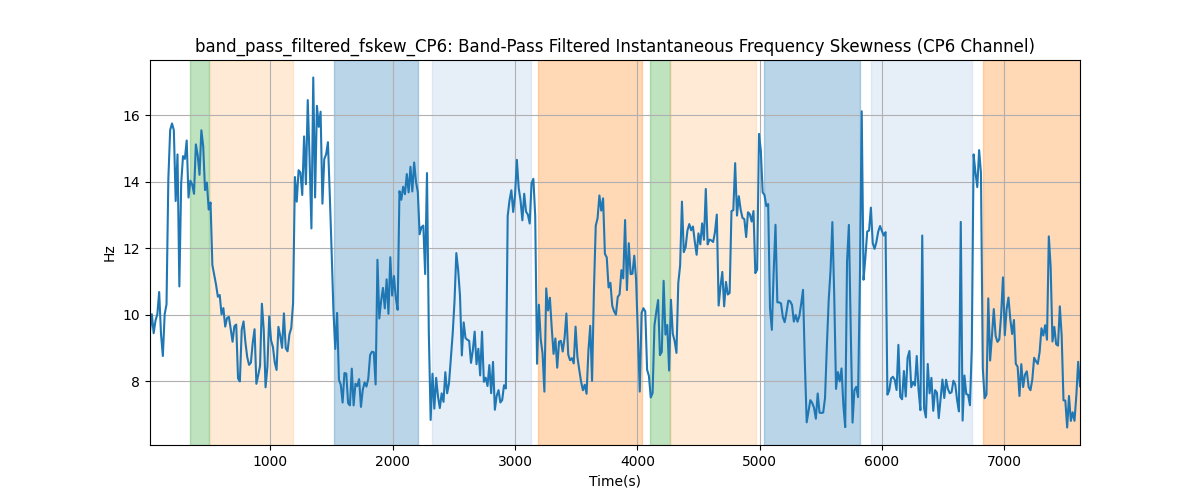 band_pass_filtered_fskew_CP6: Band-Pass Filtered Instantaneous Frequency Skewness (CP6 Channel)
16
14
12
10
8
Hz
1000 2000 3000 4000 5000 6000 7000
Time(s)